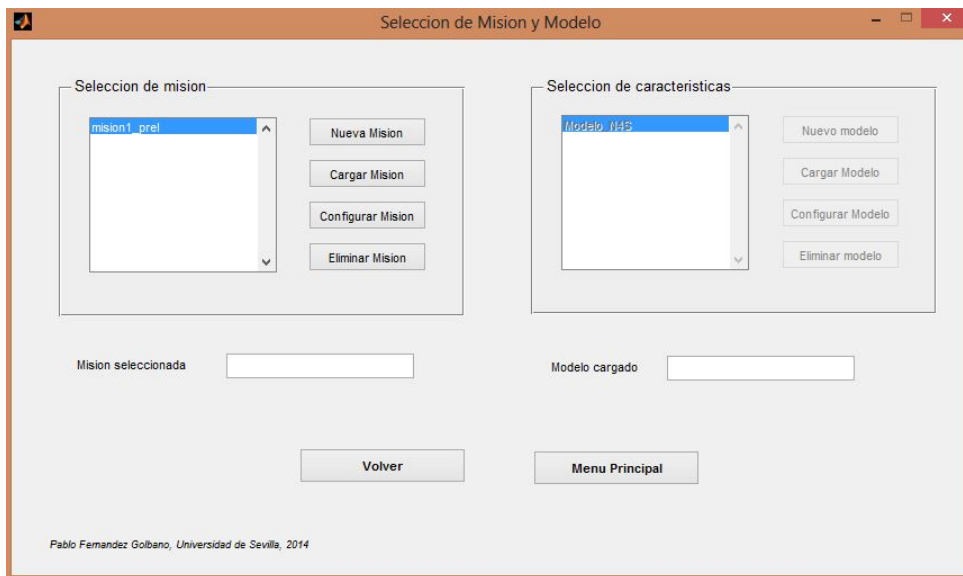 Seleccion de Mision y Modelo
Seleccion de mision
mision1_prel
Nueva Mision
Cargar Mision
Configurar Mision
Eliminar Mision
Seleccion de caracteristicas
Modelo_N4S
Nuevo modelo
Cargar Modelo
Configurar Modelo
Eliminar modelo
Mision seleccionada
Modelo cargado
Volver
Menu Principal
Pablo Fernandez Golbano, Universidad de Sevilla, 2014